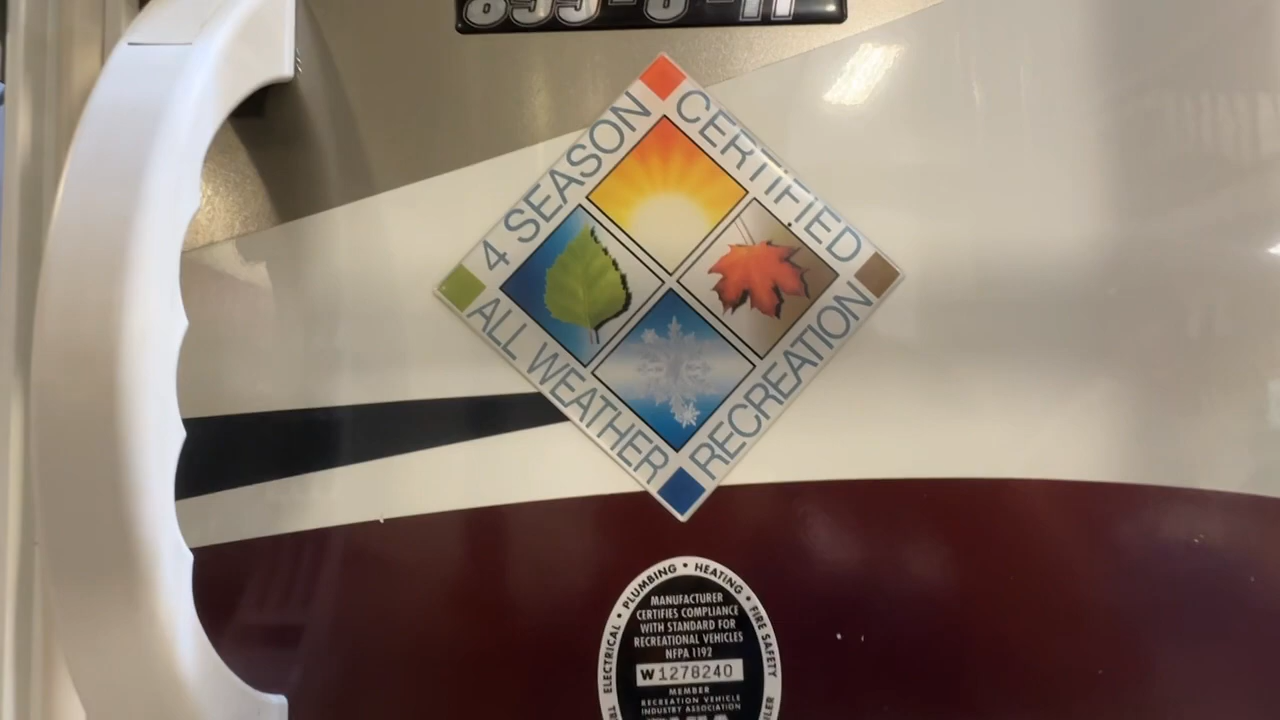 4 SEASON
CERTIFIED
ALL WEATHER
RECREATION
ELECTRICAL • PLUMBING • HEATING • FIRE SAFETY
MANUFACTURER
CERTIFIES COMPLIANCE
WITH STANDARD FOR
RECREATIONAL VEHICLES
NFPA 1192
W1278240
MEMBER
RECREATION VEHICLE
INDUSTRY ASSOCIATION